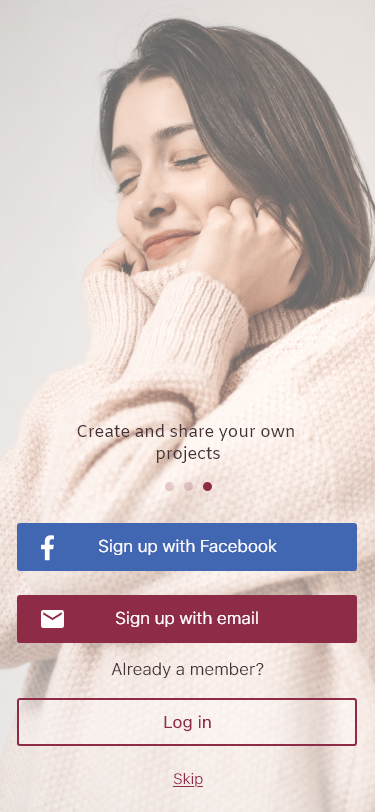 Create and share your own
projects
Sign up with Facebook
Sign up with email
Already a member?
Log in
Skip